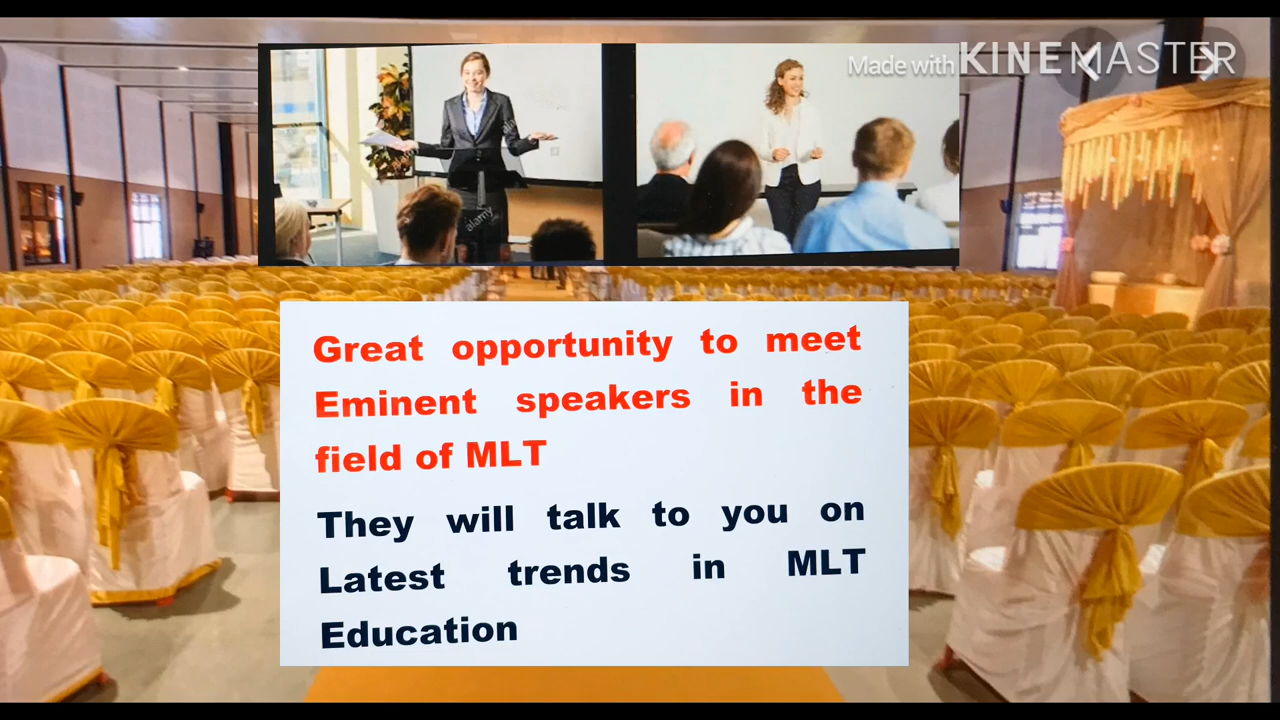 Made with KINEMASTER
alamy
Great opportunity to meet
Eminent speakers in the
field of MLT
They will talk to you on
Latest trends in MLT
Education